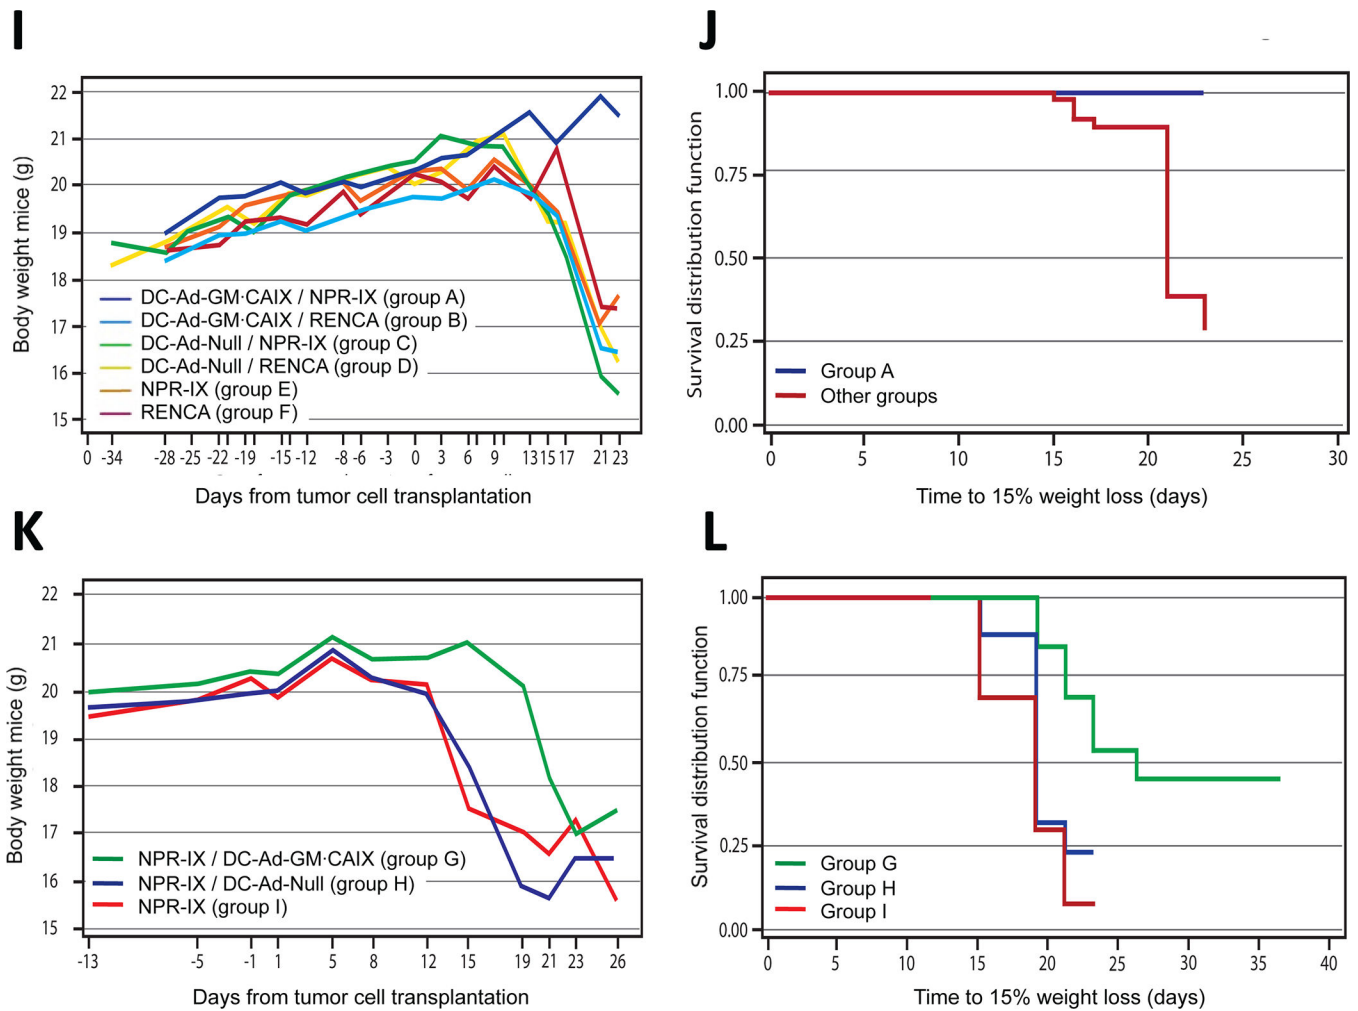 I
22
21
20
19
18
17
16
15
Body weight mice (g)
DC-Ad-GM·CAIX / NPR-IX (group A)
DC-Ad-GM·CAIX / RENCA (group B)
DC-Ad-Null / NPR-IX (group C)
DC-Ad-Null / RENCA (group D)
NPR-IX (group E)
RENCA (group F)
0 -34 -28 -25 -22 -19 -15 -12 -8 -6 -3 0 3 6 9 13 15 17 21 23
Days from tumor cell transplantation
J
1.00
0.75
0.50
0.25
0.00
Survival distribution function
Group A
Other groups
0 5 10 15 20 25 30
Time to 15% weight loss (days)
K
22
21
20
19
18
17
16
15
Body weight mice (g)
NPR-IX / DC-Ad-GM·CAIX (group G)
NPR-IX / DC-Ad-Null (group H)
NPR-IX (group I)
-13 -5 -1 1 5 8 12 15 19 21 23 26
Days from tumor cell transplantation
L
1.00
0.75
0.50
0.25
0.00
Survival distribution function
Group G
Group H
Group I
0 5 10 15 20 25 30 35 40
Time to 15% weight loss (days)